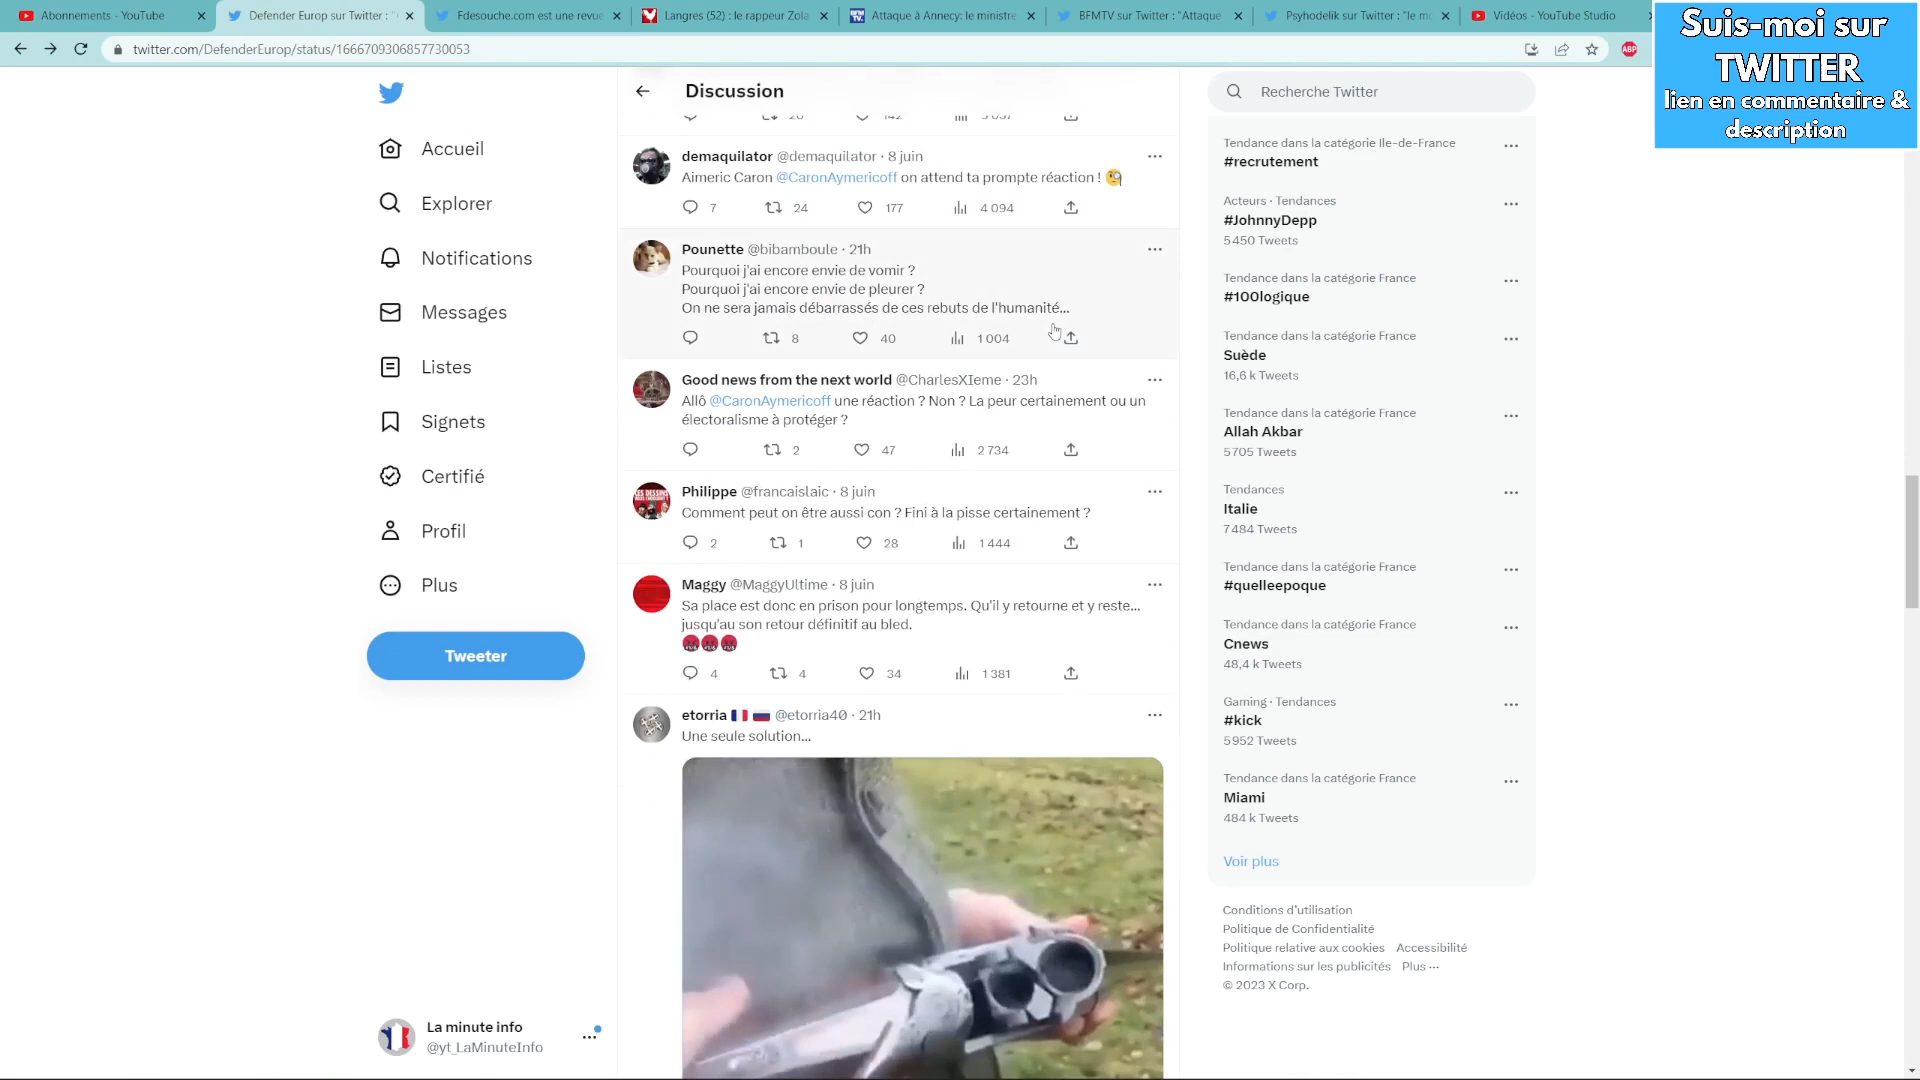 Abonnements - YouTube
Defender Europ sur Twitter : "
Fdesouche.com est une revue
Langres (52) : le rappeur Zola
Attaque à Annecy: le ministre
BFMTV sur Twitter : "Attaque
Psyhodelik sur Twitter : "le m
Vidéos - YouTube Studio
twitter.com/DefenderEurop/status/1666709306857730053
ABP
Suis-moi sur
TWITTER
lien en commentaire &
description
Accueil
Explorer
Notifications
Messages
Listes
Signets
Certifié
Profil
Plus
Tweeter
La minute info
@yt_LaMinuteInfo
Discussion
demaquilator @demaquilator · 8 juin
Aimeric Caron @CaronAymericoff on attend ta prompte réaction !
7 24 177 4 094
Pounette @bibamboule · 21h
Pourquoi j'ai encore envie de vomir ?
Pourquoi j'ai encore envie de pleurer ?
On ne sera jamais débarrassés de ces rebuts de l'humanité...
8 40 1 004
Good news from the next world @CharlesXIeme · 23h
Allô @CaronAymericoff une réaction ? Non ? La peur certainement ou un
électoralisme à protéger ?
2 47 2 734
Philippe @francaislaic · 8 juin
Comment peut on être aussi con ? Fini à la pisse certainement ?
2 1 28 1 444
Maggy @MaggyUltime · 8 juin
Sa place est donc en prison pour longtemps. Qu'il y retourne et y reste...
jusqu'au son retour définitif au bled.
4 4 34 1 381
etorria @etorria40 · 21h
Une seule solution...
Recherche Twitter
Tendance dans la catégorie Ile-de-France
#recrutement
Acteurs · Tendances
#JohnnyDepp
5 450 Tweets
Tendance dans la catégorie France
#100logique
Tendance dans la catégorie France
Suède
16,6 k Tweets
Tendance dans la catégorie France
Allah Akbar
5 705 Tweets
Tendances
Italie
7 484 Tweets
Tendance dans la catégorie France
#quelleepoque
Tendance dans la catégorie France
Cnews
48,4 k Tweets
Gaming · Tendances
#kick
5 952 Tweets
Tendance dans la catégorie France
Miami
484 k Tweets
Voir plus
Conditions d'utilisation
Politique de Confidentialité
Politique relative aux cookies Accessibilité
Informations sur les publicités Plus ...
© 2023 X Corp.